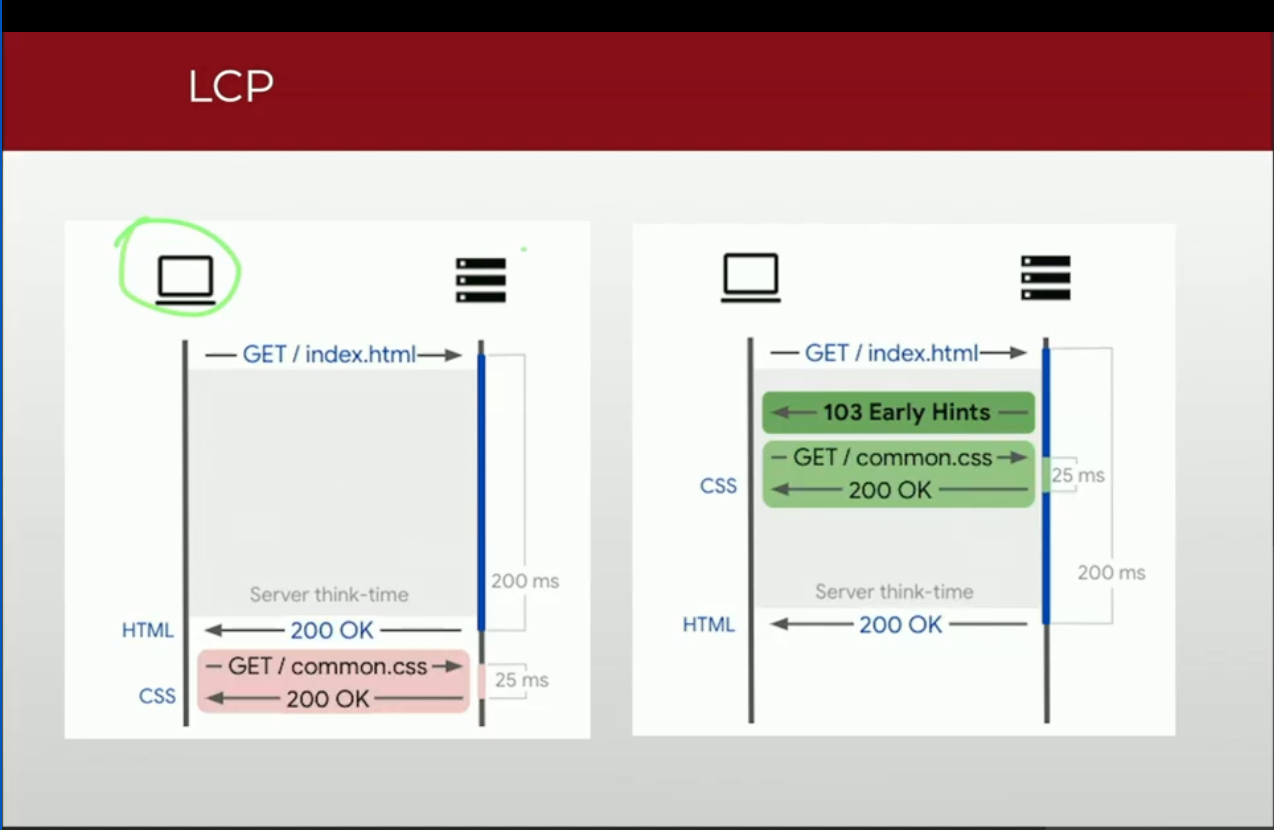 LCP
GET / index.html
200 ms
Server think-time
HTML 200 OK
GET / common.css
25 ms
CSS 200 OK
GET / index.html
103 Early Hints
GET / common.css
25 ms
CSS 200 OK
200 ms
Server think-time
HTML 200 OK